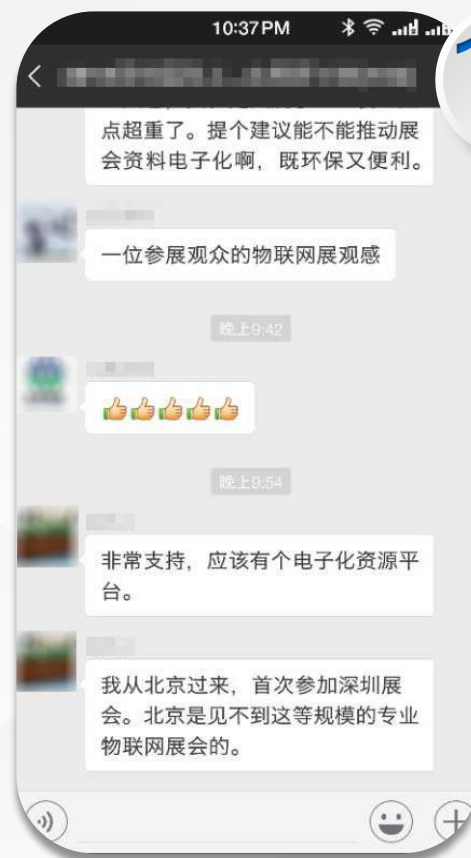 10:37PM
点超重了。提个建议能不能推动展
会资料电子化啊，既环保又便利。
一位参展观众的物联网展观感
晚上9:42
晚上9:54
非常支持，应该有个电子化资源平
台。
我从北京过来，首次参加深圳展
会。北京是见不到这等规模的专业
物联网展会的。